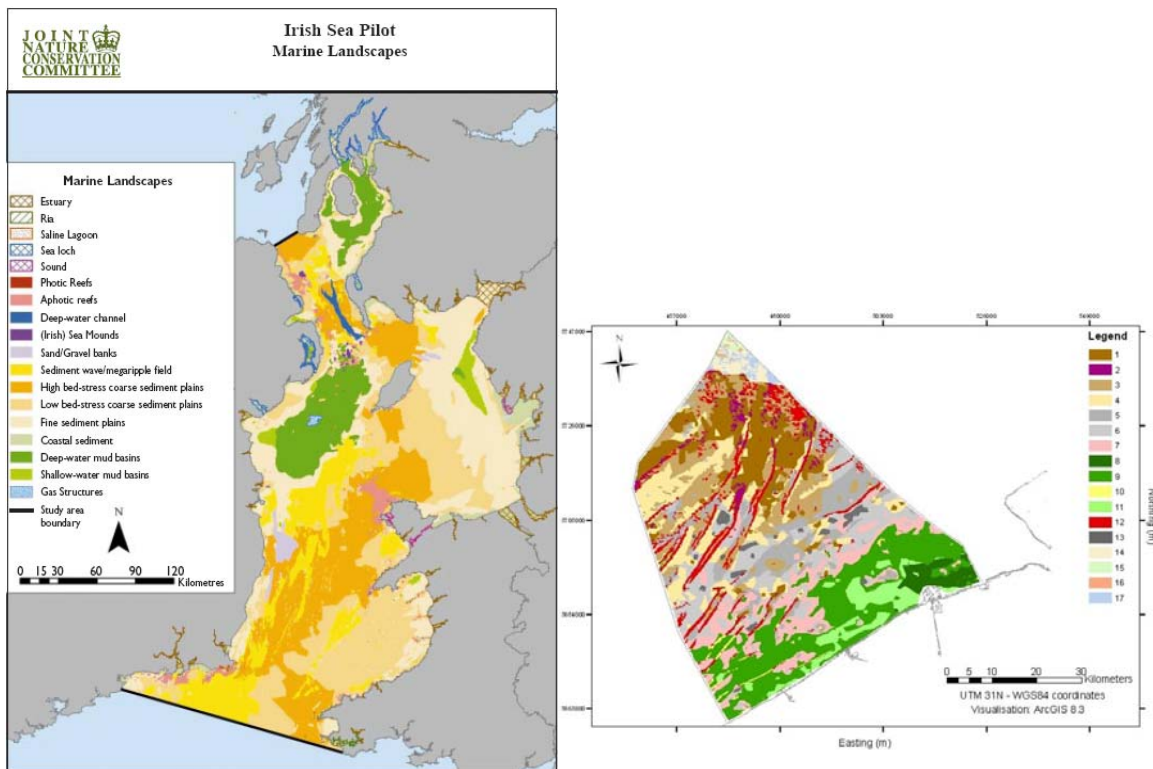 JOINT
NATURE
CONSERVATION
COMMITTEE
Irish Sea Pilot
Marine Landscapes
Marine Landscapes
Estuary
Ria
Saline Lagoon
Sea loch
Sound
Photic Reefs
Aphotic reefs
Deep-water channel
(Irish) Sea Mounds
Sand/Gravel banks
Sediment wave/megaripple field
High bed-stress coarse sediment plains
Low bed-stress coarse sediment plains
Fine sediment plains
Coastal sediment
Deep-water mud basins
Shallow-water mud basins
Gas Structures
Study area
boundary
N
0 15 30 60 90 120
Kilometres
N
Legend
1
2
3
4
5
6
7
8
9
10
11
12
13
14
15
16
17
Northing (m)
0 5 10 20 30
Kilometers
UTM 31N - WGS84 coordinates
Visualisation: ArcGIS 8.3
Easting (m)